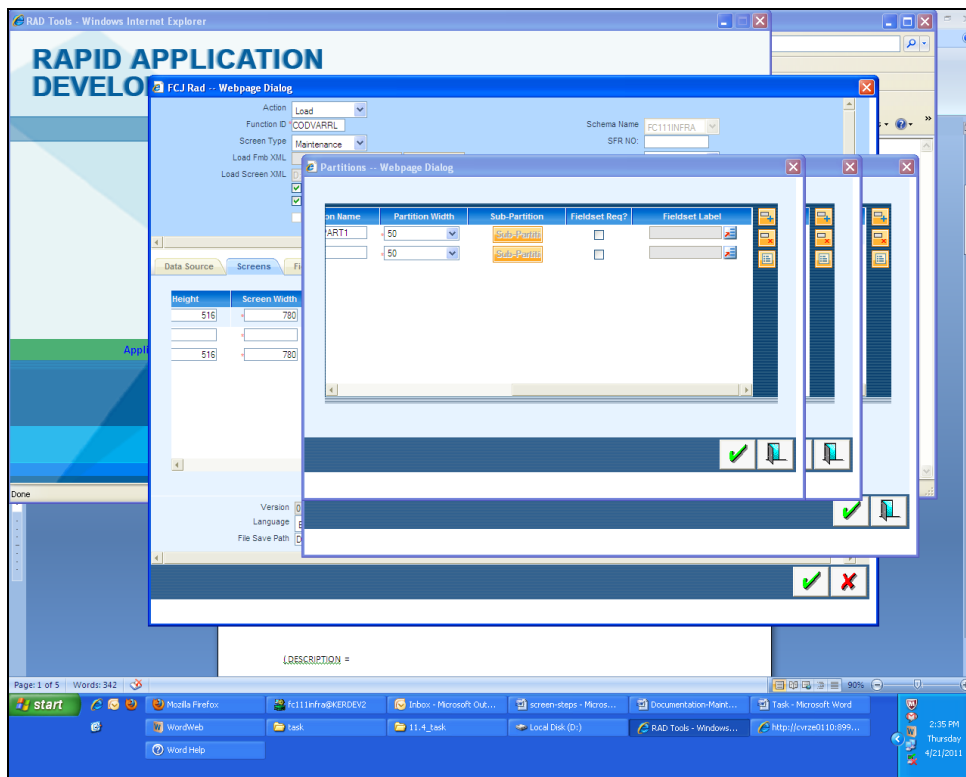 RAD Tools - Windows Internet Explorer
RAPID APPLICATION
DEVELO
FCJ Rad -- Webpage Dialog
Action Load
Function ID CODVARRL
Schema Name FC111INFRA
Screen Type Maintenance
SFR NO:
Load Fmb XML
Load Screen XML D
Partitions -- Webpage Dialog
on Name Partition Width Sub-Partition Fieldset Req? Fieldset Label
PART1 50 Sub-Partiti
50 Sub-Partiti
Data Source Screens Fi
Height Screen Width
516 780
516 780
Appli
Done
Version 0
Language E
File Save Path D
(DESCRIPTION =
Page: 1 of 5 Words: 342 90%
start Mozilla Firefox fc111infra@KERDEV2 Inbox - Microsoft Out... screen-steps - Micros... Documentation-Maint... Task - Microsoft Word
WordWeb task 11.4_task Local Disk (D:) RAD Tools - Windows... http://cvrze0110:899...
Word Help
2:35 PM
Thursday
4/21/2011